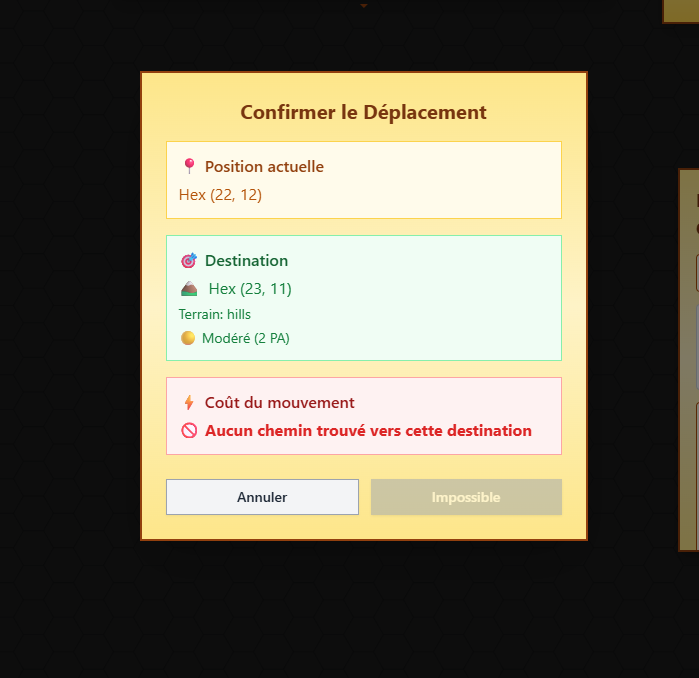 Confirmer le Déplacement
Position actuelle
Hex (22, 12)
Destination
Hex (23, 11)
Terrain: hills
Modéré (2 PA)
Coût du mouvement
Aucun chemin trouvé vers cette destination
Annuler
Impossible